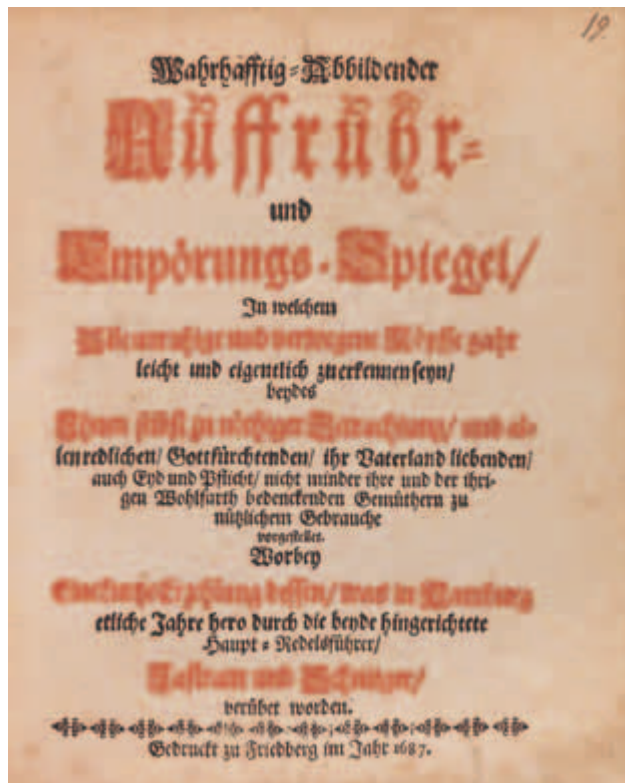 19.
Wahrhafftig-Abbildender
Auffruhr-
und
Empörungs-Spiegel/
In welchem
Alle unruhige und verwegene Köpffe gahr
leicht und eigentlich zu erkennen seyn/
beydes
Ihnen selbst zu nöhtiger Betrachtung/ und al-
len redlichen/ Gottfürchtenden/ ihr Vaterland liebenden/
auch Eyd und Pflicht/ nicht minder ihre und der ihri-
gen Wohlfarth bedenckenden Gemüthern zu
nützlichem Gebrauche
vorgestellet.
Worbey
Eine kurtze Erzehlung dessen/ was in Hamburg
etliche Jahre hero durch die beyde hingerichtete
Haupt-Redelsführer/
Jastram und Schnitger/
verübet worden.
Gedruckt zu Friedberg im Jahr 1687.